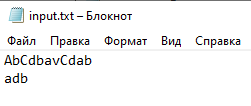 input.txt – Блокнот
Файл Правка Формат Вид Справка
AbCdbavCdab
adb